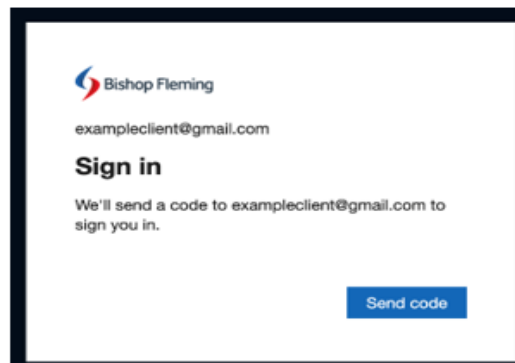 Bishop Fleming
exampleclient@gmail.com
Sign in
We'll send a code to exampleclient@gmail.com to
sign you in.
Send code